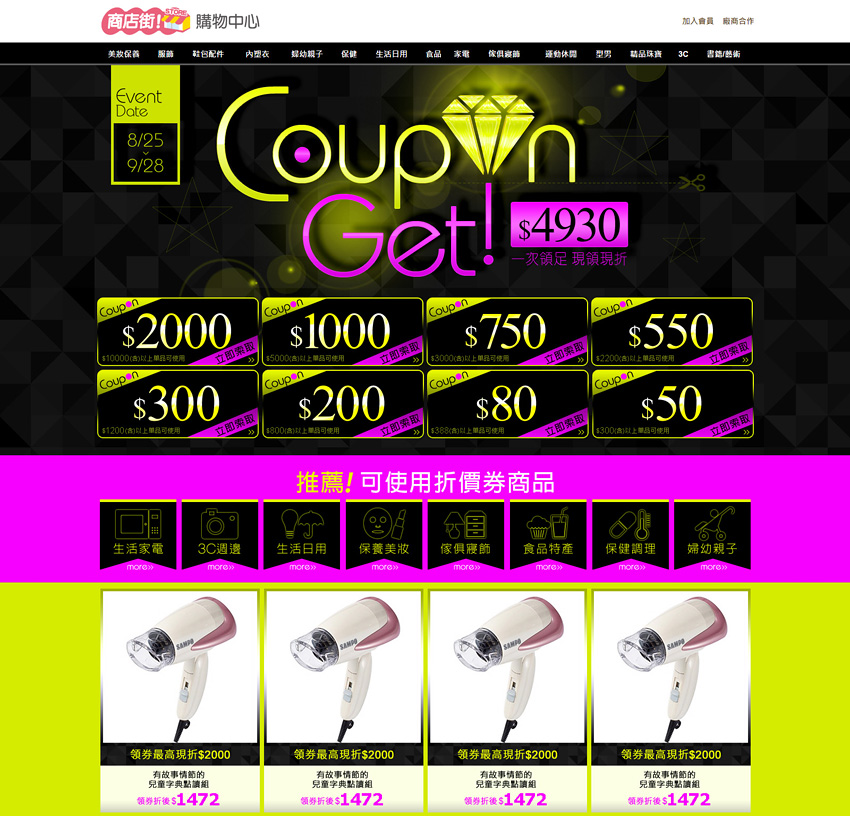 商店街! STORE 購物中心
加入會員 廠商合作
美妝保養 服飾 鞋包配件 內塑衣 婦幼親子 保健 生活日用 食品 家電 傢俱寢飾 運動休閒 型男 精品珠寶 3C 書籍/藝術
Event
Date
8/25
~
9/28
Coupon
Get!
$4930
一次領足 現領現折
Coupon
$2000
$10000(含)以上單品可使用
立即索取
>>
Coupon
$1000
$5000(含)以上單品可使用
立即索取
>>
Coupon
$750
$3000(含)以上單品可使用
立即索取
>>
Coupon
$550
$2200(含)以上單品可使用
立即索取
>>
Coupon
$300
$1200(含)以上單品可使用
立即索取
>>
Coupon
$200
$800(含)以上單品可使用
立即索取
>>
Coupon
$80
$388(含)以上單品可使用
立即索取
>>
Coupon
$50
$300(含)以上單品可使用
立即索取
>>
推薦! 可使用折價券商品
生活家電
more>>
3C週邊
more>>
生活日用
more>>
保養美妝
more>>
傢俱寢飾
more>>
食品特產
more>>
保健調理
more>>
婦幼親子
more>>
SAMPO
領券最高現折$2000
有故事情節的
兒童字典點讀組
領券折後$1472
SAMPO
領券最高現折$2000
有故事情節的
兒童字典點讀組
領券折後$1472
SAMPO
領券最高現折$2000
有故事情節的
兒童字典點讀組
領券折後$1472
SAMPO
領券最高現折$2000
有故事情節的
兒童字典點讀組
領券折後$1472